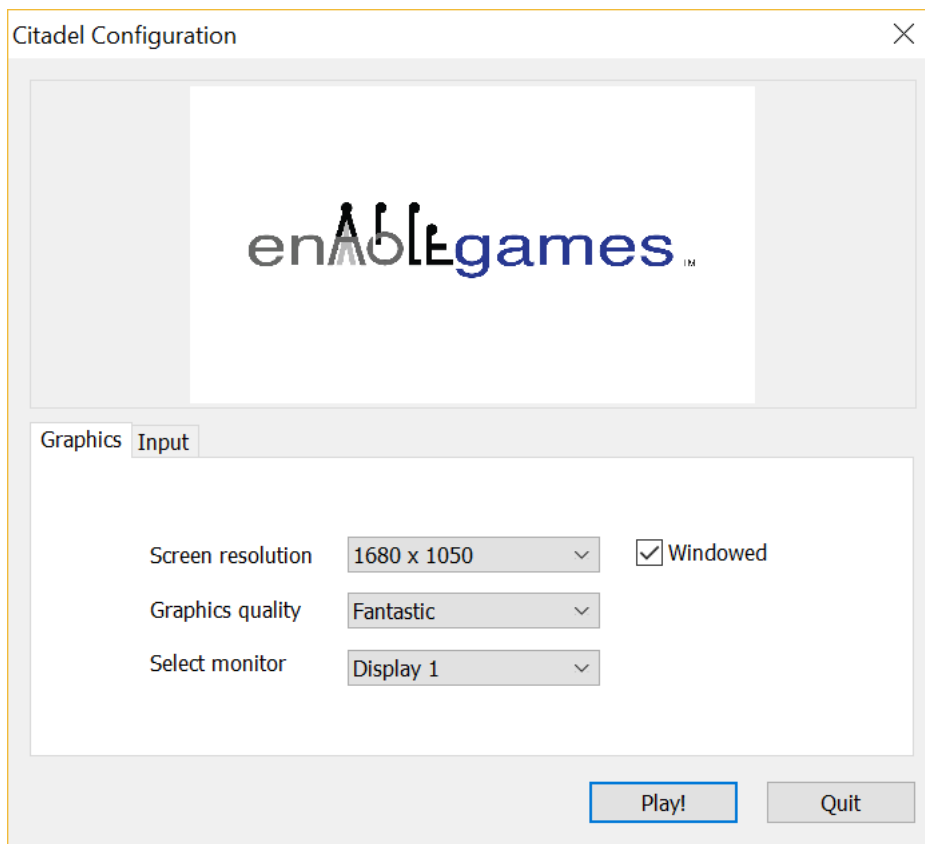 Citadel Configuration
enAblEgames TM
Graphics Input
Screen resolution 1680 x 1050 Windowed
Graphics quality Fantastic
Select monitor Display 1
Play! Quit